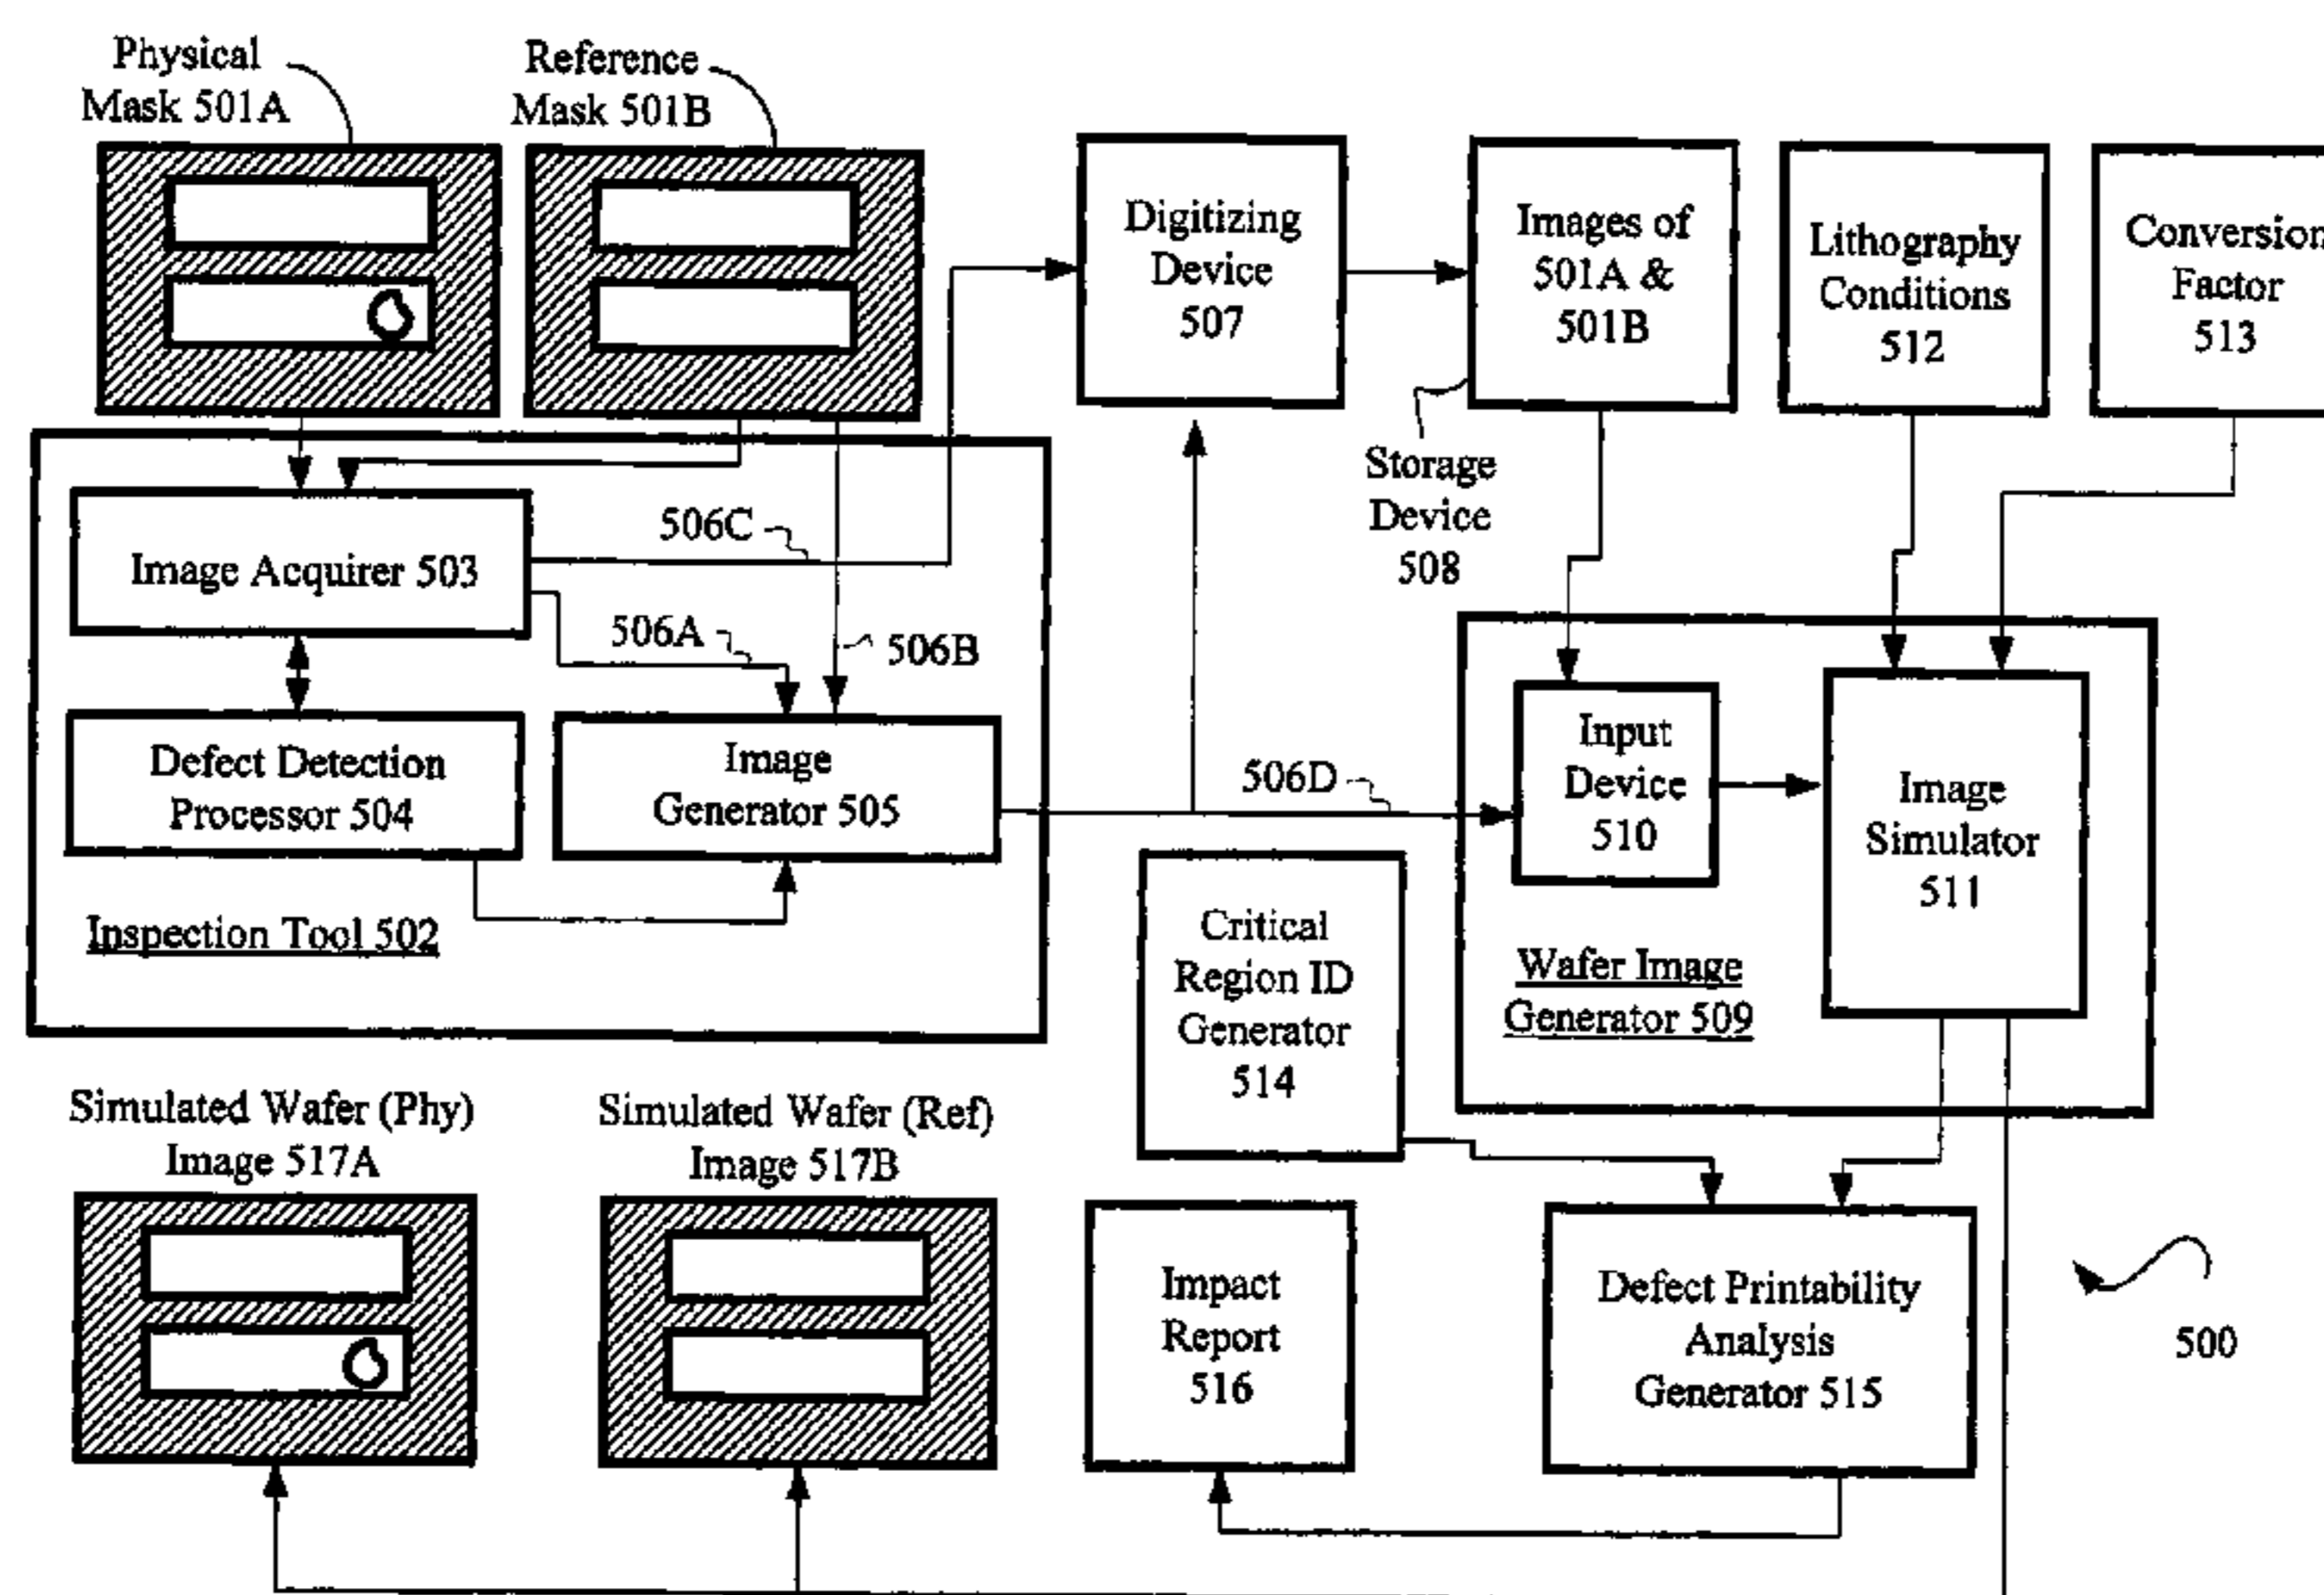 Physical
Mask 501A
Reference
Mask 501B
Digitizing
Device
507
Images of
501A &
501B
Lithography
Conditions
512
Conversion
Factor
513
Storage
Device
508
506C
Image Acquirer 503
506A
506B
Defect Detection
Processor 504
Image
Generator 505
506D
Input
Device
510
Image
Simulator
511
Inspection Tool 502
Critical
Region ID
Generator
514
Wafer Image
Generator 509
Simulated Wafer (Phy)
Image 517A
Simulated Wafer (Ref)
Image 517B
Impact
Report
516
Defect Printability
Analysis
Generator 515
500